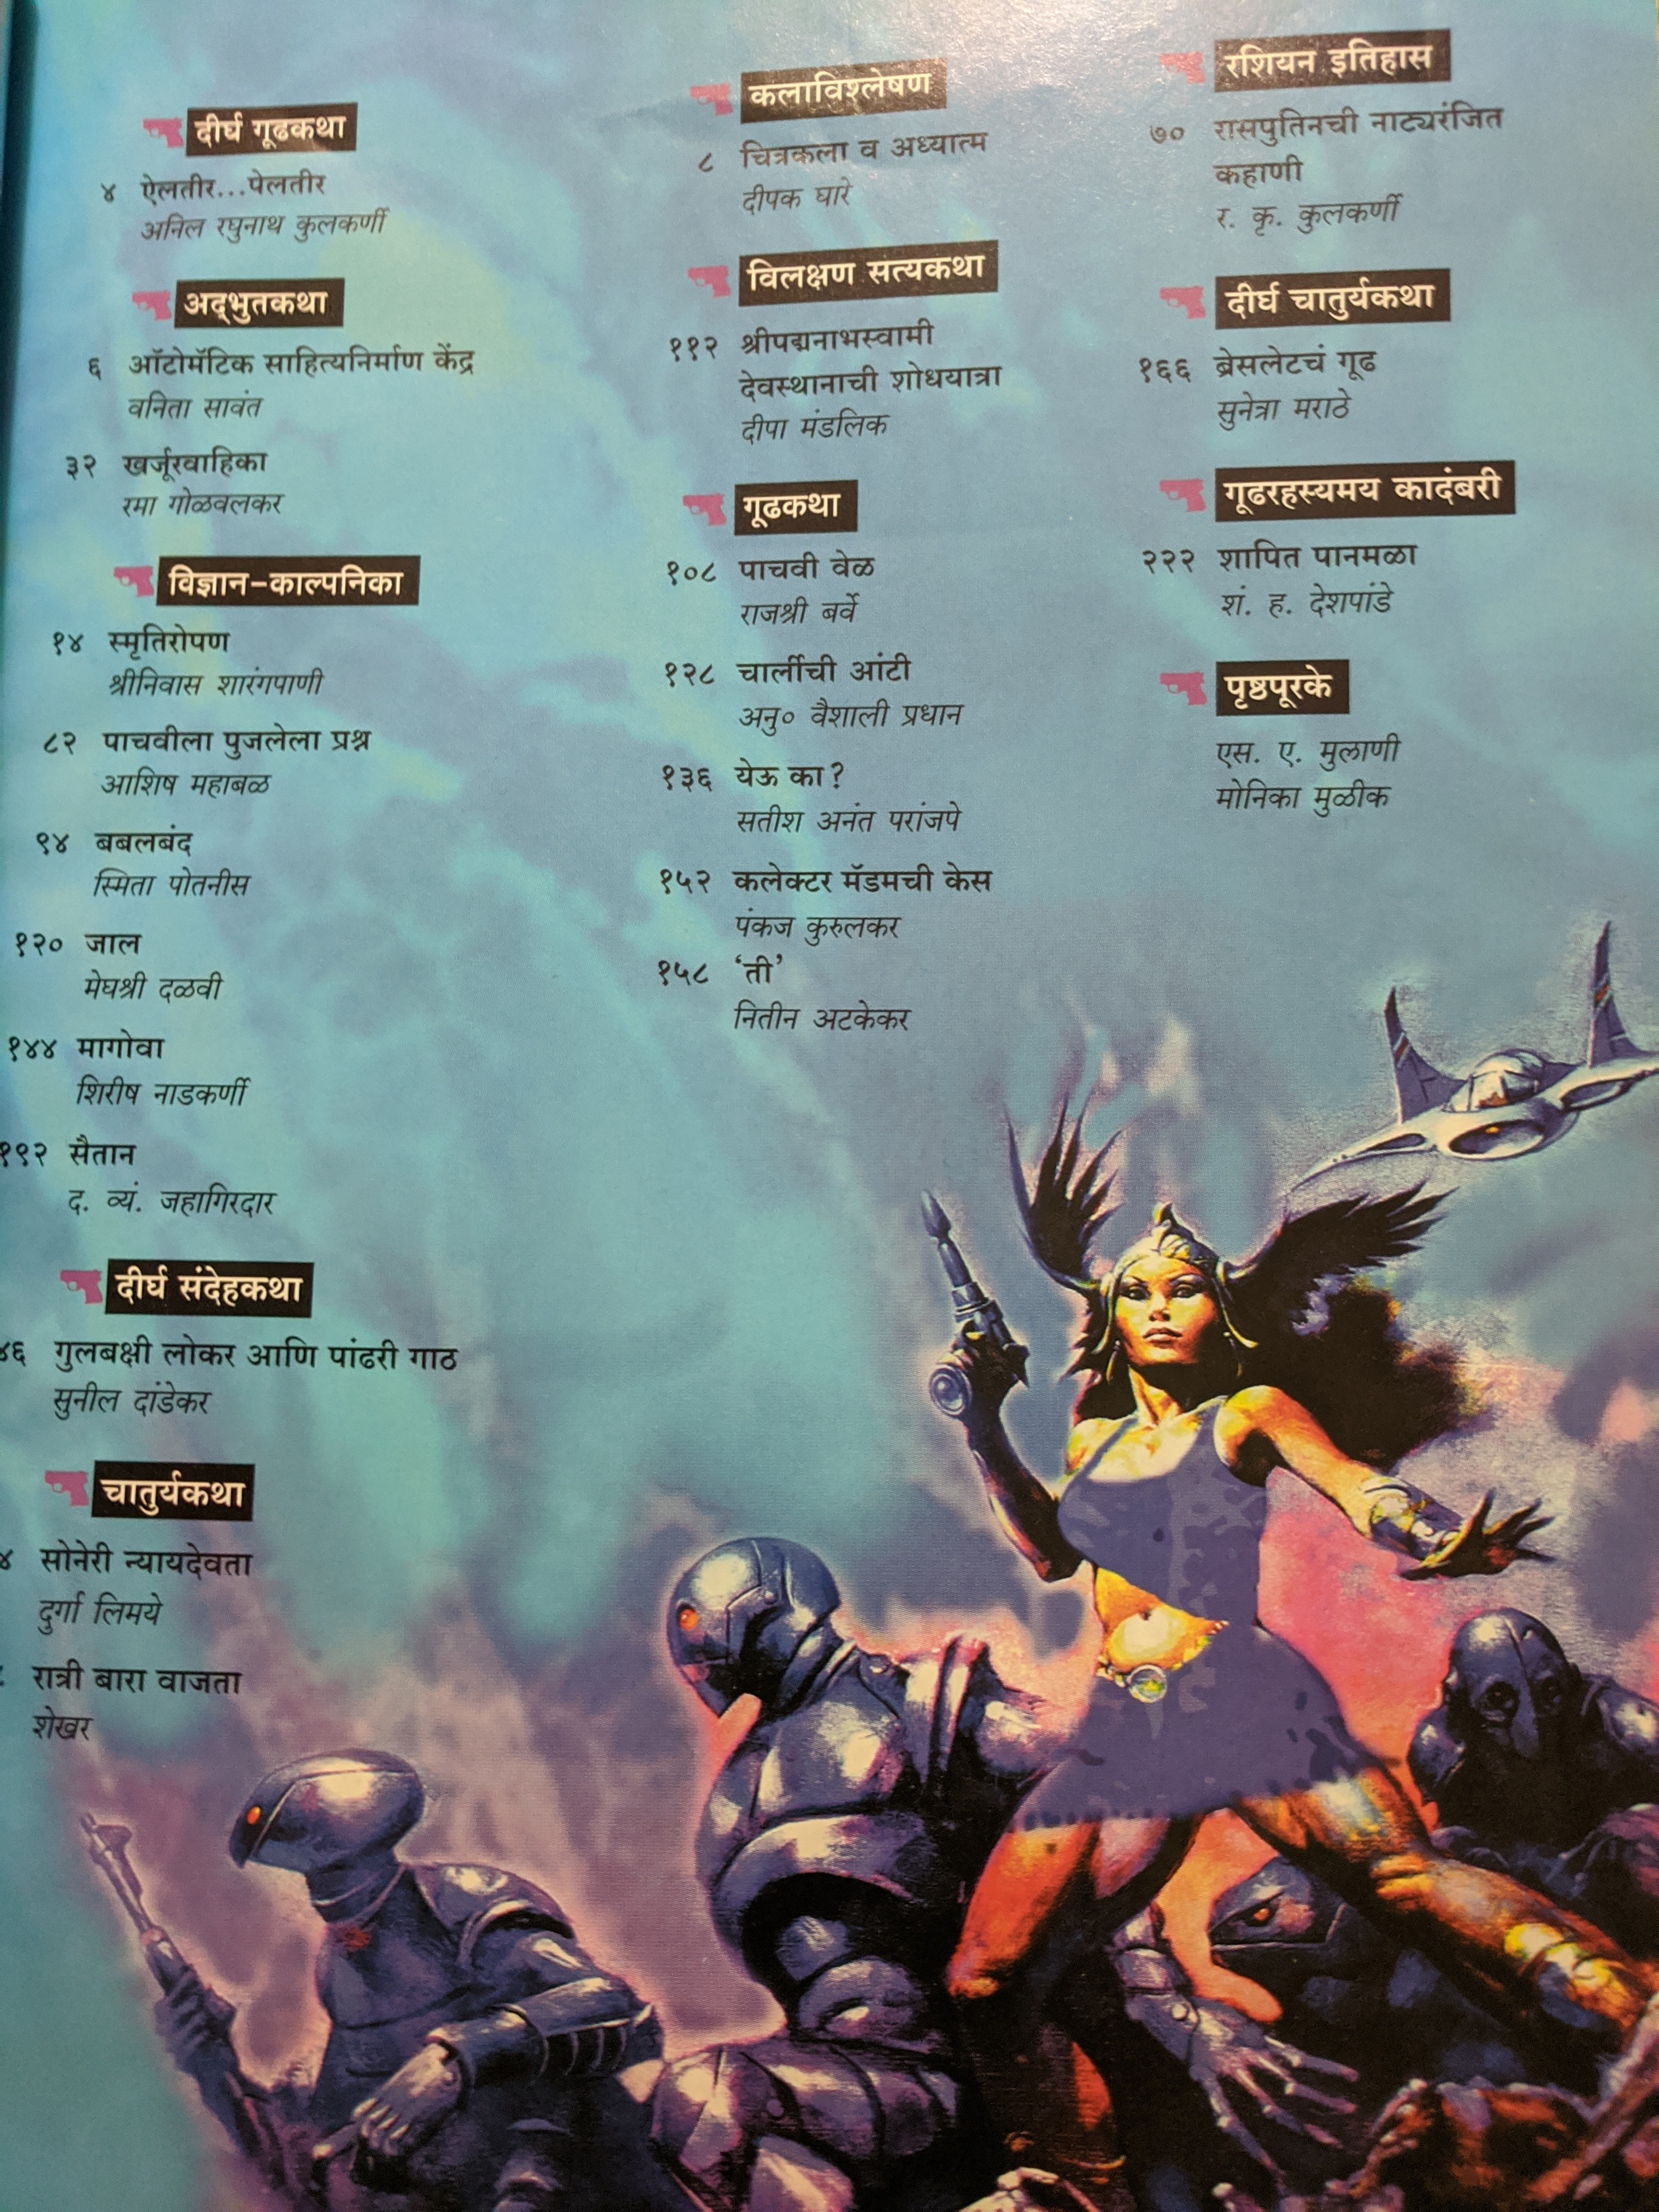 दीर्घ गूढकथा
४ ऐलतीर...पेलतीर
अनिल रघुनाथ कुलकर्णी
अद्‌भुतकथा
६ ऑटोमॅटिक साहित्यनिर्माण केंद्र
वनिता सावंत
३२ खर्जूरवाहिका
रमा गोळवलकर
विज्ञान-काल्पनिका
१४ स्मृतिरोपण
श्रीनिवास शारंगपाणी
८२ पाचवीला पुजलेला प्रश्न
आशिष महाबळ
९४ बबलबंद
स्मिता पोतनीस
१२० जाल
मेघश्री दळवी
१४४ मागोवा
शिरीष नाडकर्णी
१९२ सैतान
द. व्यं. जहागिरदार
दीर्घ संदेहकथा
गुलबक्षी लोकर आणि पांढरी गाठ
सुनील दांडेकर
चातुर्यकथा
सोनेरी न्यायदेवता
दुर्गा लिमये
रात्री बारा वाजता
शेखर
कलाविश्लेषण
८ चित्रकला व अध्यात्म
दीपक घारे
विलक्षण सत्यकथा
११२ श्रीपद्मनाभस्वामी
देवस्थानाची शोधयात्रा
दीपा मंडलिक
गूढकथा
१०८ पाचवी वेळ
राजश्री बर्वे
१२८ चार्लीची आंटी
अनु० वैशाली प्रधान
१३६ येऊ का?
सतीश अनंत परांजपे
१५२ कलेक्टर मॅडमची केस
पंकज कुरुलकर
१५८ ‘ती’
नितीन अटकेकर
रशियन इतिहास
७० रासपुतिनची नाट्यरंजित
कहाणी
र. कृ. कुलकर्णी
दीर्घ चातुर्यकथा
१६६ ब्रेसलेटचं गूढ
सुनेत्रा मराठे
गूढरहस्यमय कादंबरी
२२२ शापित पानमळा
शं. ह. देशपांडे
पृष्ठपूरके
एस. ए. मुलाणी
मोनिका मुळीक